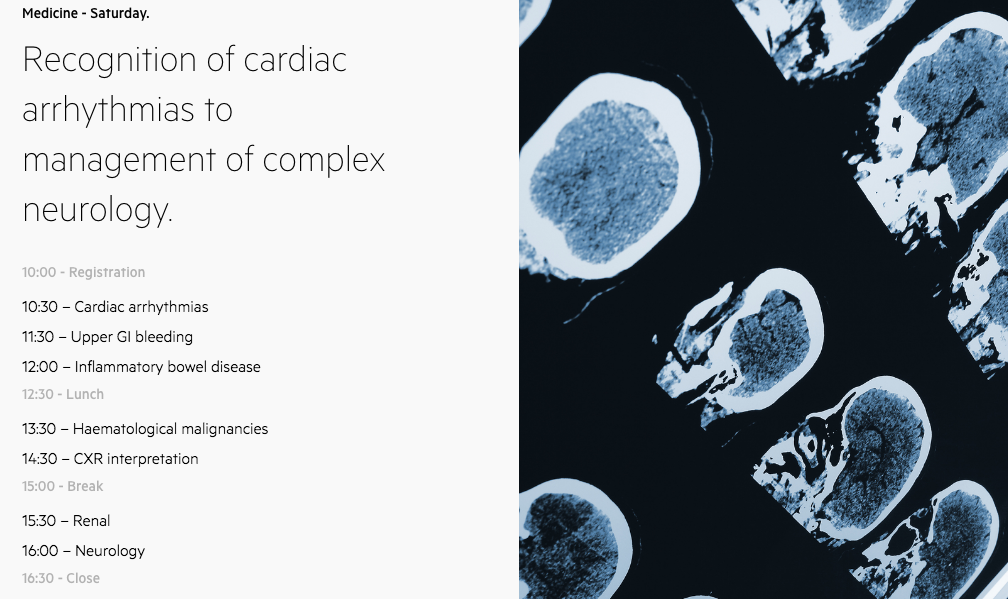 Medicine - Saturday.
Recognition of cardiac
arrhythmias to
management of complex
neurology.
10:00 - Registration
10:30 – Cardiac arrhythmias
11:30 – Upper GI bleeding
12:00 – Inflammatory bowel disease
12:30 - Lunch
13:30 – Haematological malignancies
14:30 – CXR interpretation
15:00 - Break
15:30 – Renal
16:00 – Neurology
16:30 - Close